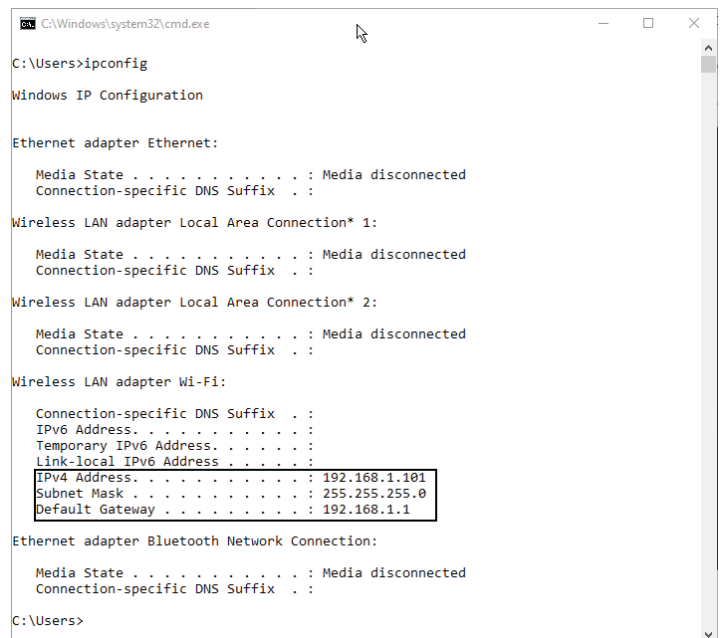 C:\Windows\system32\cmd.exe
C:\Users>ipconfig
Windows IP Configuration
Ethernet adapter Ethernet:
Media State . . . . . . . . . . . : Media disconnected
Connection-specific DNS Suffix  . :
Wireless LAN adapter Local Area Connection* 1:
Media State . . . . . . . . . . . : Media disconnected
Connection-specific DNS Suffix  . :
Wireless LAN adapter Local Area Connection* 2:
Media State . . . . . . . . . . . : Media disconnected
Connection-specific DNS Suffix  . :
Wireless LAN adapter Wi-Fi:
Connection-specific DNS Suffix  . :
IPv6 Address. . . . . . . . . . . :
Temporary IPv6 Address. . . . . . :
Link-local IPv6 Address . . . . . :
IPv4 Address. . . . . . . . . . . : 192.168.1.101
Subnet Mask . . . . . . . . . . . : 255.255.255.0
Default Gateway . . . . . . . . . : 192.168.1.1
Ethernet adapter Bluetooth Network Connection:
Media State . . . . . . . . . . . : Media disconnected
Connection-specific DNS Suffix  . :
C:\Users>